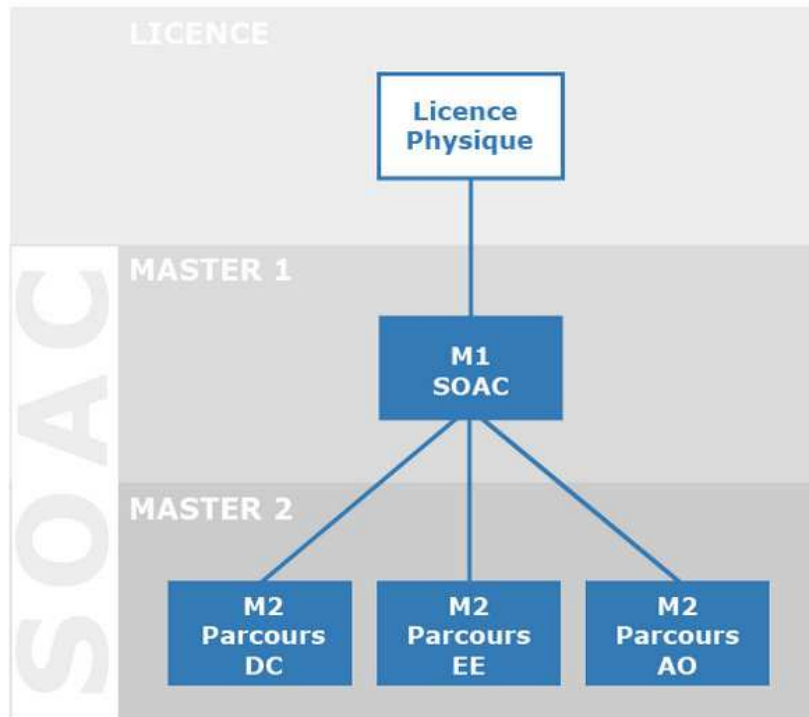 LICENCE
Licence
Physique
SOAC
MASTER 1
M1
SOAC
MASTER 2
M2
Parcours
DC
M2
Parcours
EE
M2
Parcours
AO